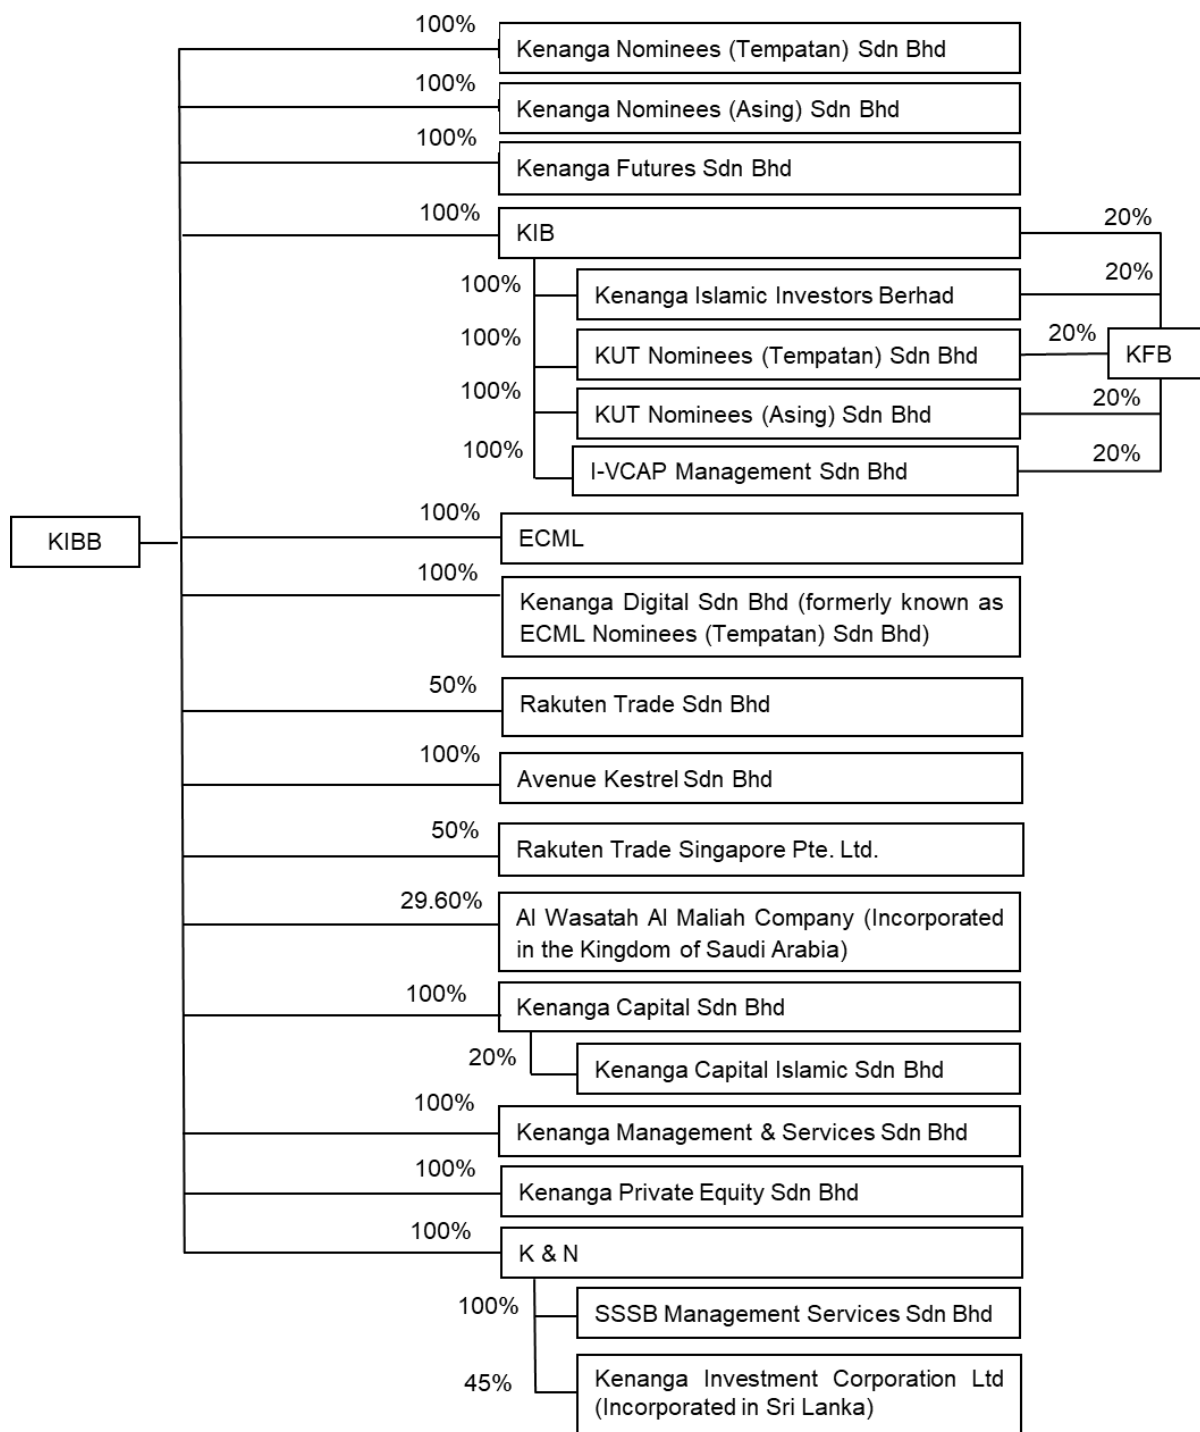 100%
Kenanga Nominees (Tempatan) Sdn Bhd
100%
Kenanga Nominees (Asing) Sdn Bhd
100%
Kenanga Futures Sdn Bhd
100%
KIB
20%
100%
Kenanga Islamic Investors Berhad
20%
100%
KUT Nominees (Tempatan) Sdn Bhd
20%
KFB
100%
KUT Nominees (Asing) Sdn Bhd
20%
100%
I-VCAP Management Sdn Bhd
20%
KIBB
100%
ECML
100%
Kenanga Digital Sdn Bhd (formerly known as
ECML Nominees (Tempatan) Sdn Bhd)
50%
Rakuten Trade Sdn Bhd
100%
Avenue Kestrel Sdn Bhd
50%
Rakuten Trade Singapore Pte. Ltd.
29.60%
Al Wasatah Al Maliah Company (Incorporated
in the Kingdom of Saudi Arabia)
100%
Kenanga Capital Sdn Bhd
20%
Kenanga Capital Islamic Sdn Bhd
100%
Kenanga Management & Services Sdn Bhd
100%
Kenanga Private Equity Sdn Bhd
100%
K & N
100%
SSSB Management Services Sdn Bhd
45%
Kenanga Investment Corporation Ltd
(Incorporated in Sri Lanka)